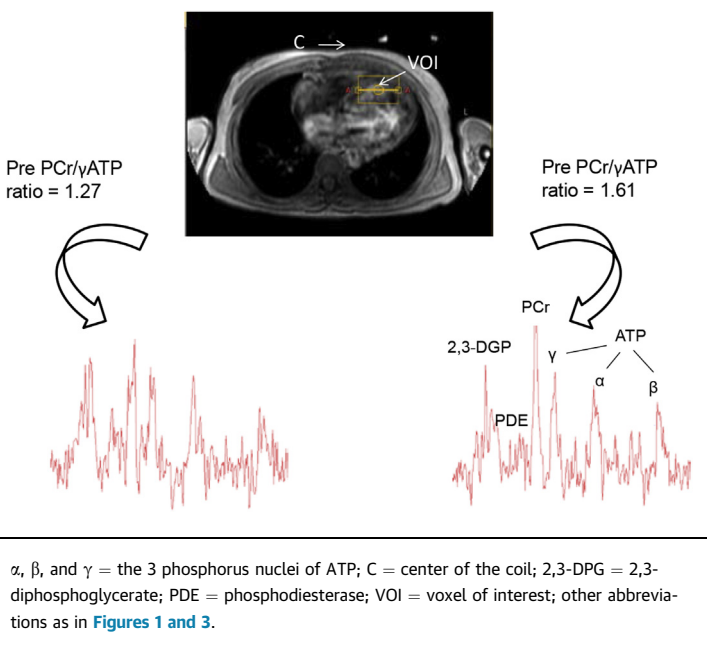 C
VOI
A
A
L
Pre PCr/γATP
ratio = 1.27
Pre PCr/γATP
ratio = 1.61
PCr
ATP
2,3-DGP
γ
α
β
PDE
α, β, and γ = the 3 phosphorus nuclei of ATP; C = center of the coil; 2,3-DPG = 2,3-
diphosphoglycerate; PDE = phosphodiesterase; VOI = voxel of interest; other abbrevia-
tions as in Figures 1 and 3.